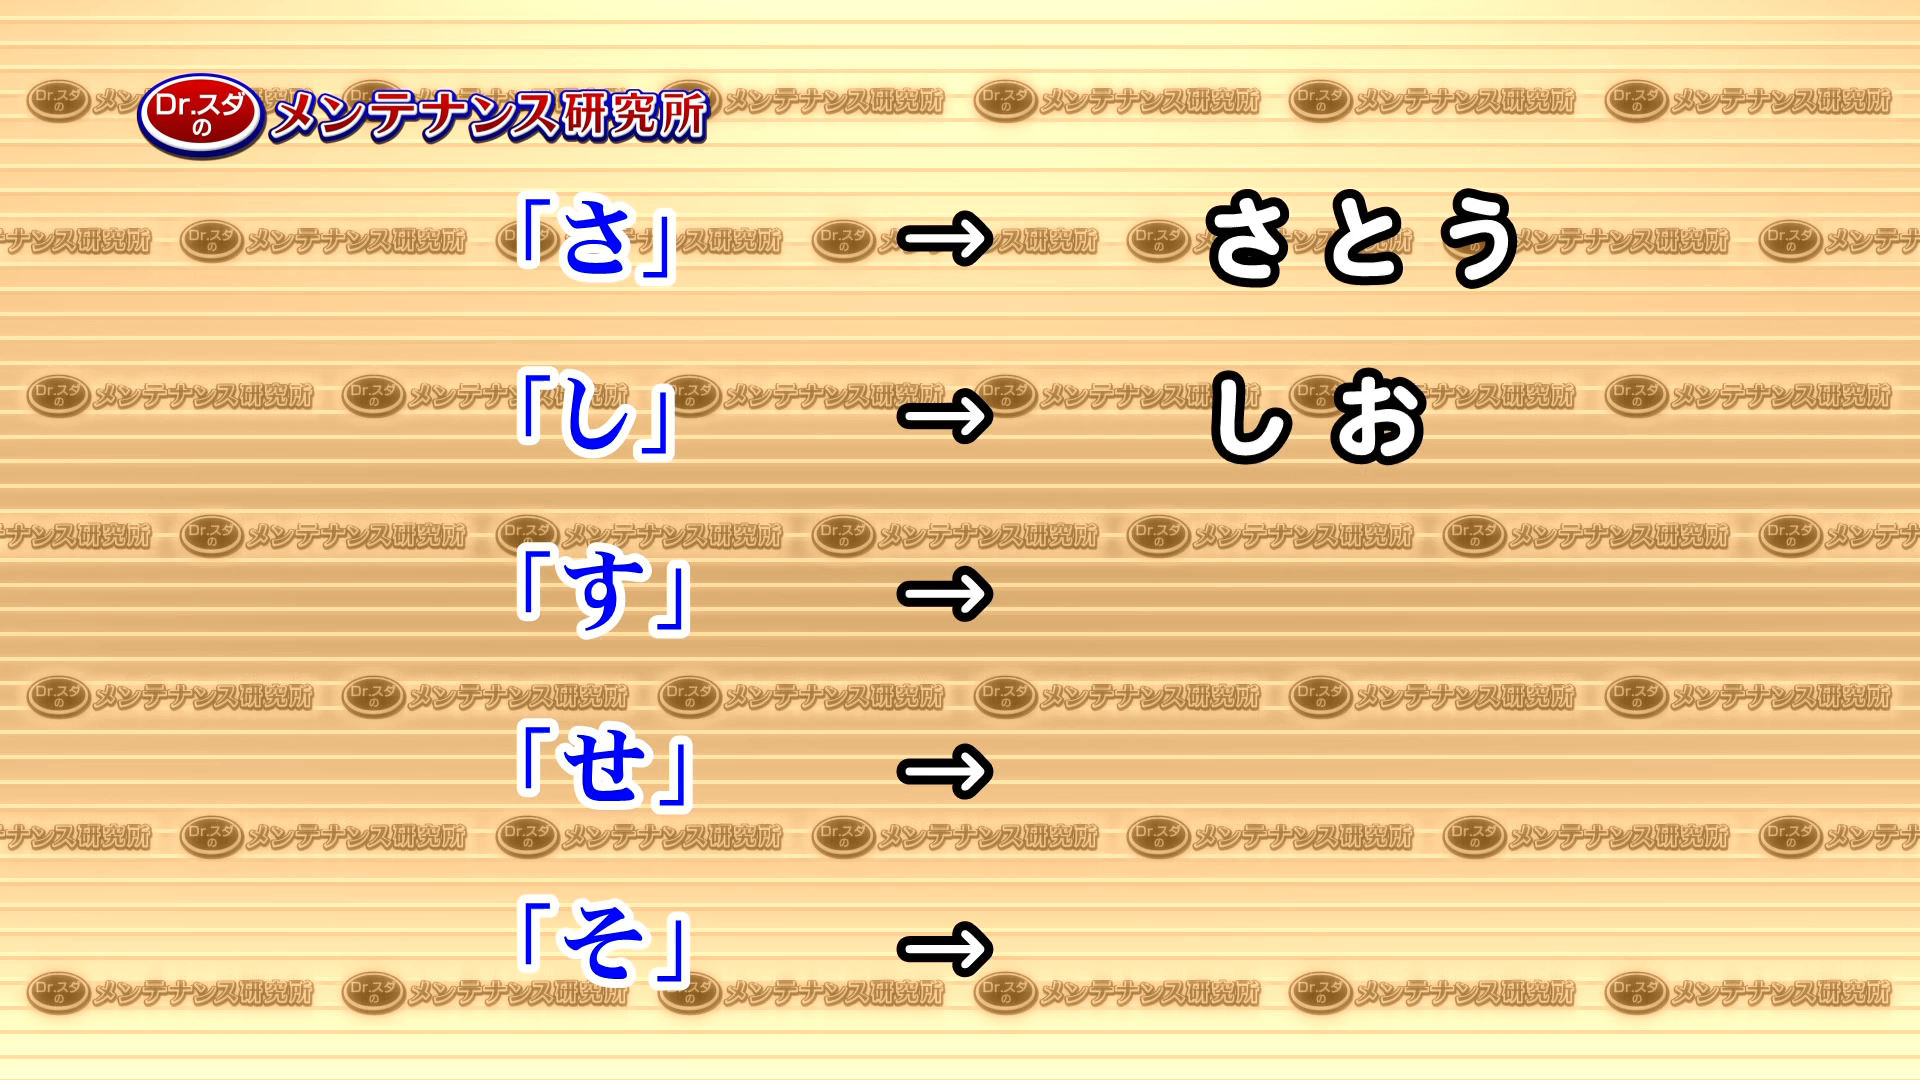 Dr.スダの メンテナンス研究所
「さ」 → さとう
「し」 → しお
「す」 →
「せ」 →
「そ」 →